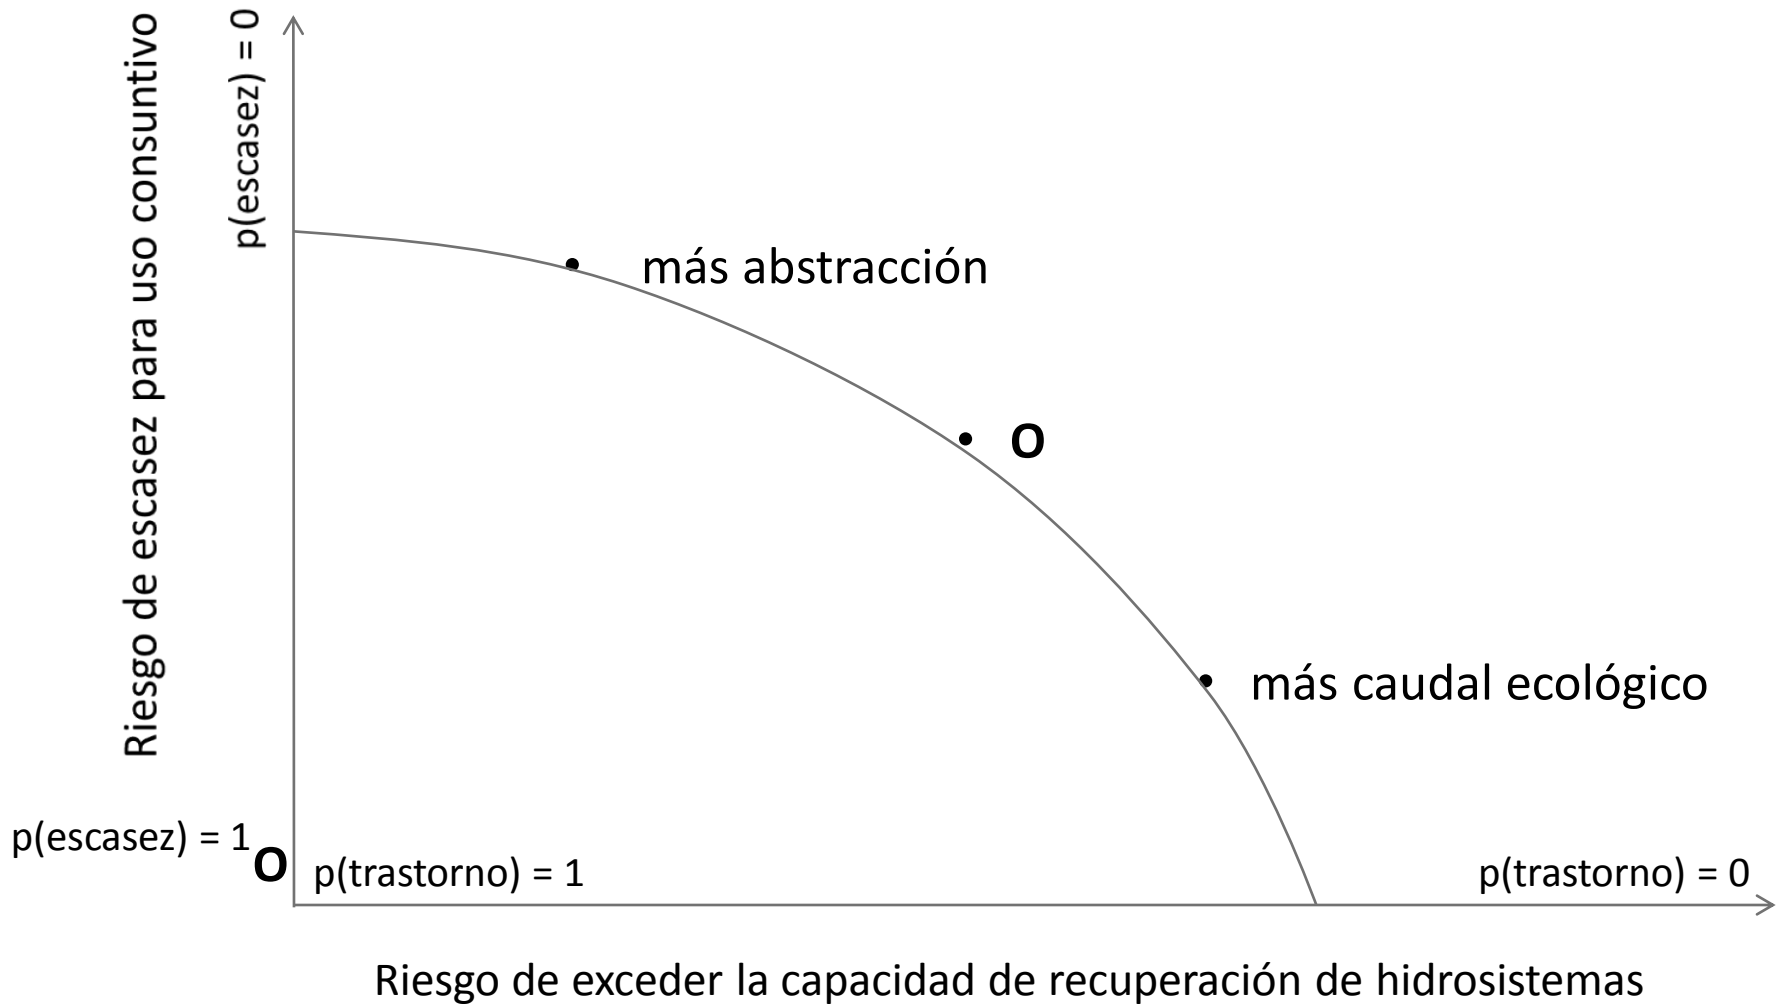 Riesgo de escasez para uso consuntivo
p(escasez) = 0
más abstracción
O
más caudal ecológico
p(escasez) = 1
O
p(trastorno) = 1
p(trastorno) = 0
Riesgo de exceder la capacidad de recuperación de hidrosistemas